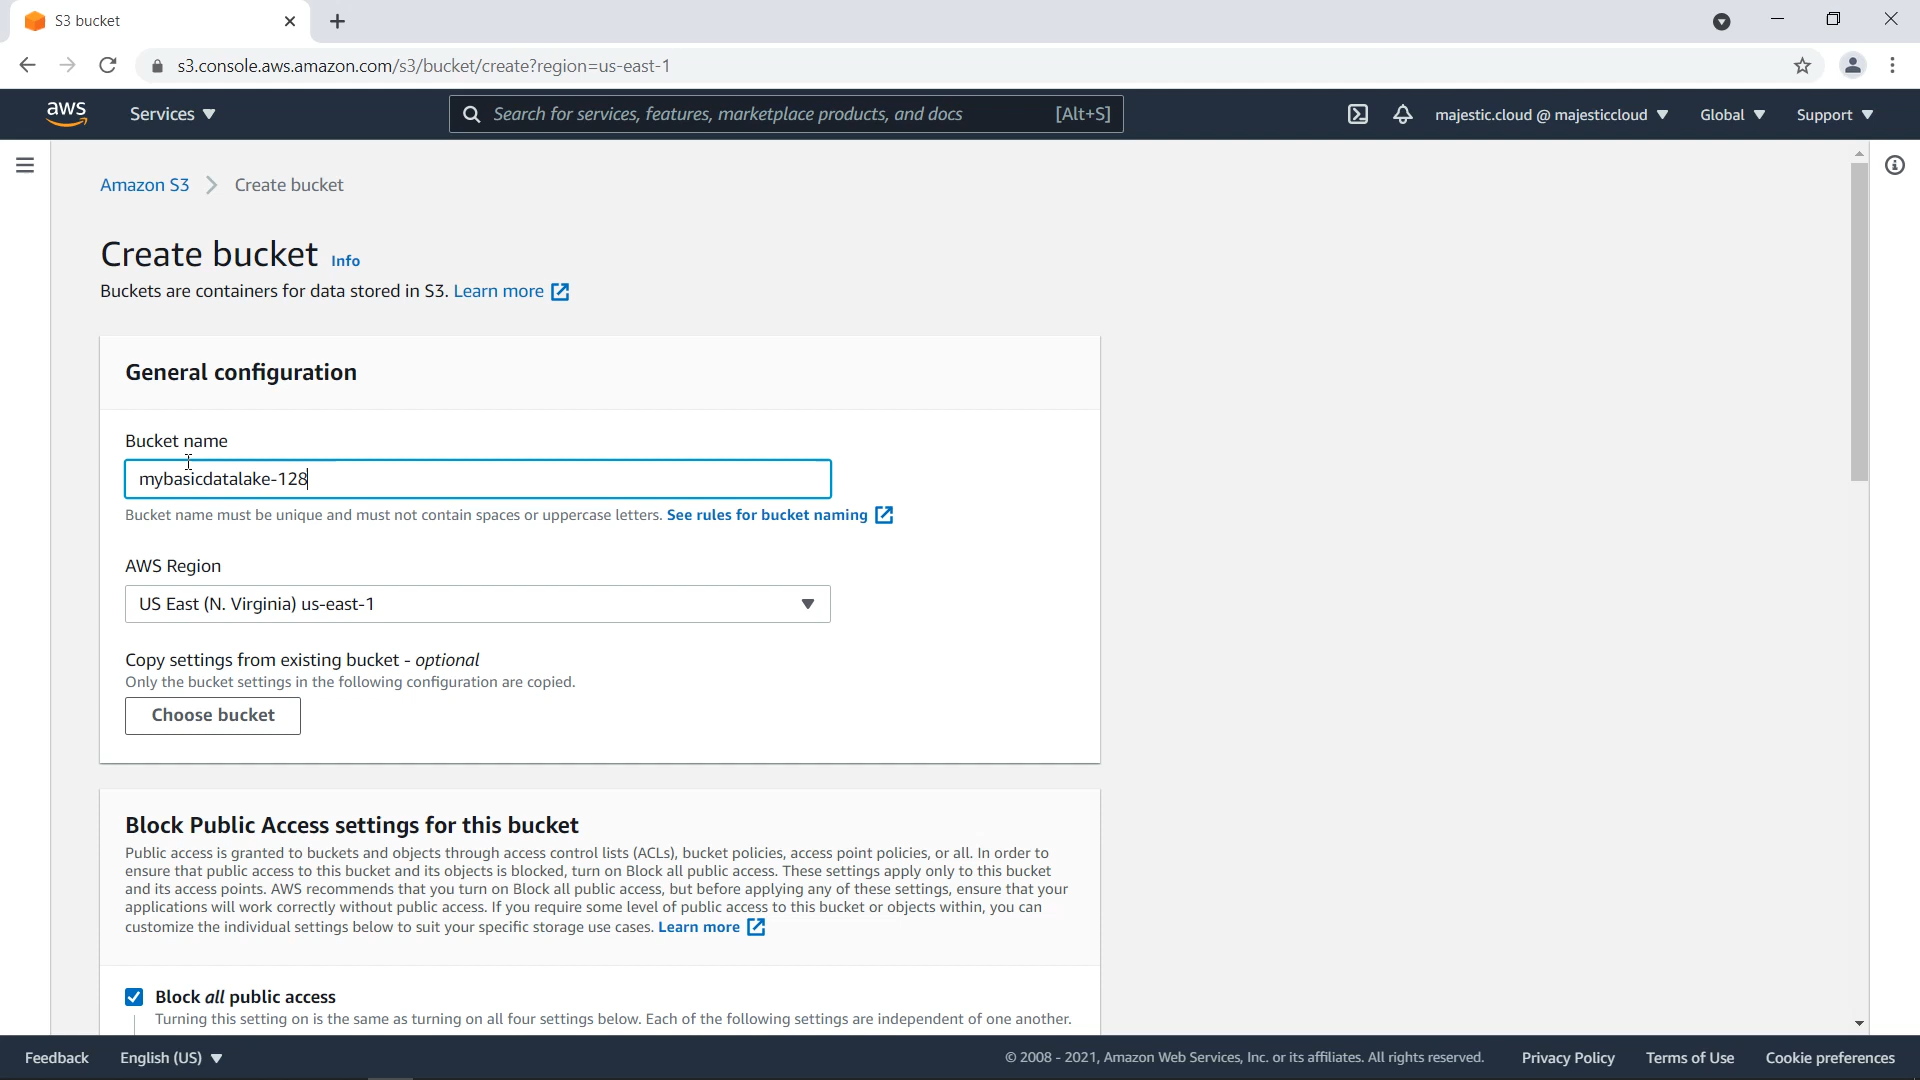 S3 bucket
s3.console.aws.amazon.com/s3/bucket/create?region=us-east-1
aws
Services
Search for services, features, marketplace products, and docs [Alt+S]
majestic.cloud @ majesticcloud
Global
Support
Amazon S3 Create bucket
Create bucket Info
Buckets are containers for data stored in S3. Learn more
General configuration
Bucket name
mybasicdatalake-128
Bucket name must be unique and must not contain spaces or uppercase letters. See rules for bucket naming
AWS Region
US East (N. Virginia) us-east-1
Copy settings from existing bucket - optional
Only the bucket settings in the following configuration are copied.
Choose bucket
Block Public Access settings for this bucket
Public access is granted to buckets and objects through access control lists (ACLs), bucket policies, access point policies, or all. In order to
ensure that public access to this bucket and its objects is blocked, turn on Block all public access. These settings apply only to this bucket
and its access points. AWS recommends that you turn on Block all public access, but before applying any of these settings, ensure that your
applications will work correctly without public access. If you require some level of public access to this bucket or objects within, you can
customize the individual settings below to suit your specific storage use cases. Learn more
Block all public access
Turning this setting on is the same as turning on all four settings below. Each of the following settings are independent of one another.
Feedback
English (US)
© 2008 - 2021, Amazon Web Services, Inc. or its affiliates. All rights reserved.
Privacy Policy
Terms of Use
Cookie preferences